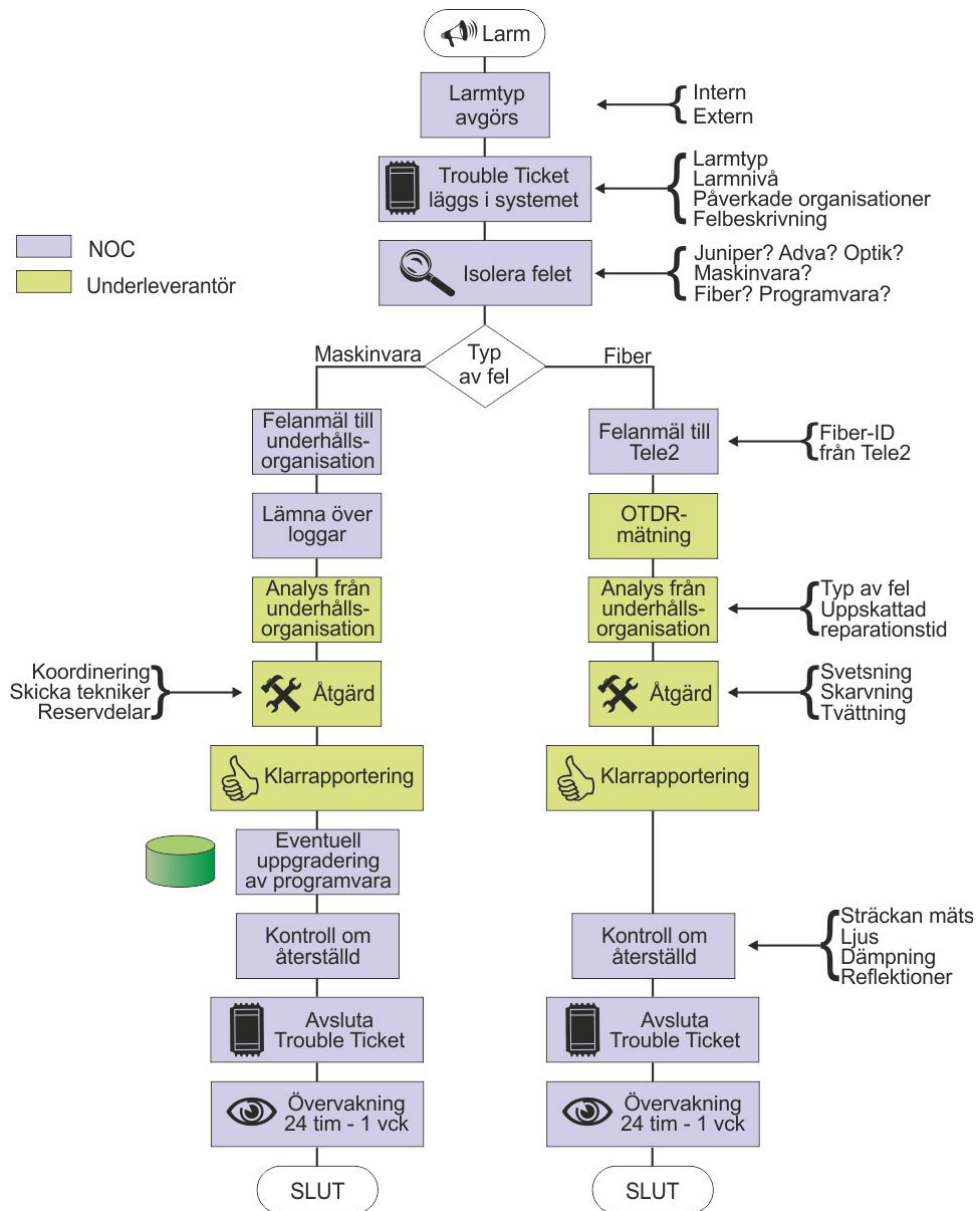 Larm
Larmtyp
avgörs
Intern
Extern
Trouble Ticket
läggs i systemet
Larmtyp
Larmnivå
Påverkade organisationer
Felbeskrivning
NOC
Underleverantör
Isolera felet
Juniper? Adva? Optik?
Maskinvara?
Fiber? Programvara?
Maskinvara
Typ
av fel
Fiber
Felanmäl till
underhålls-
organisation
Felanmäl till
Tele2
Fiber-ID
från Tele2
Lämna över
loggar
OTDR-
mätning
Analys från
underhålls-
organisation
Analys från
underhålls-
organisation
Typ av fel
Uppskattad
reparationstid
Koordinering
Skicka tekniker
Reservdelar
Åtgärd
Åtgärd
Svetsning
Skarvning
Tvättning
Klarrapportering
Klarrapportering
Eventuell
uppgradering
av programvara
Kontroll om
återställd
Kontroll om
återställd
Sträckan mäts
Ljus
Dämpning
Reflektioner
Avsluta
Trouble Ticket
Avsluta
Trouble Ticket
Övervakning
24 tim - 1 vck
Övervakning
24 tim - 1 vck
SLUT
SLUT